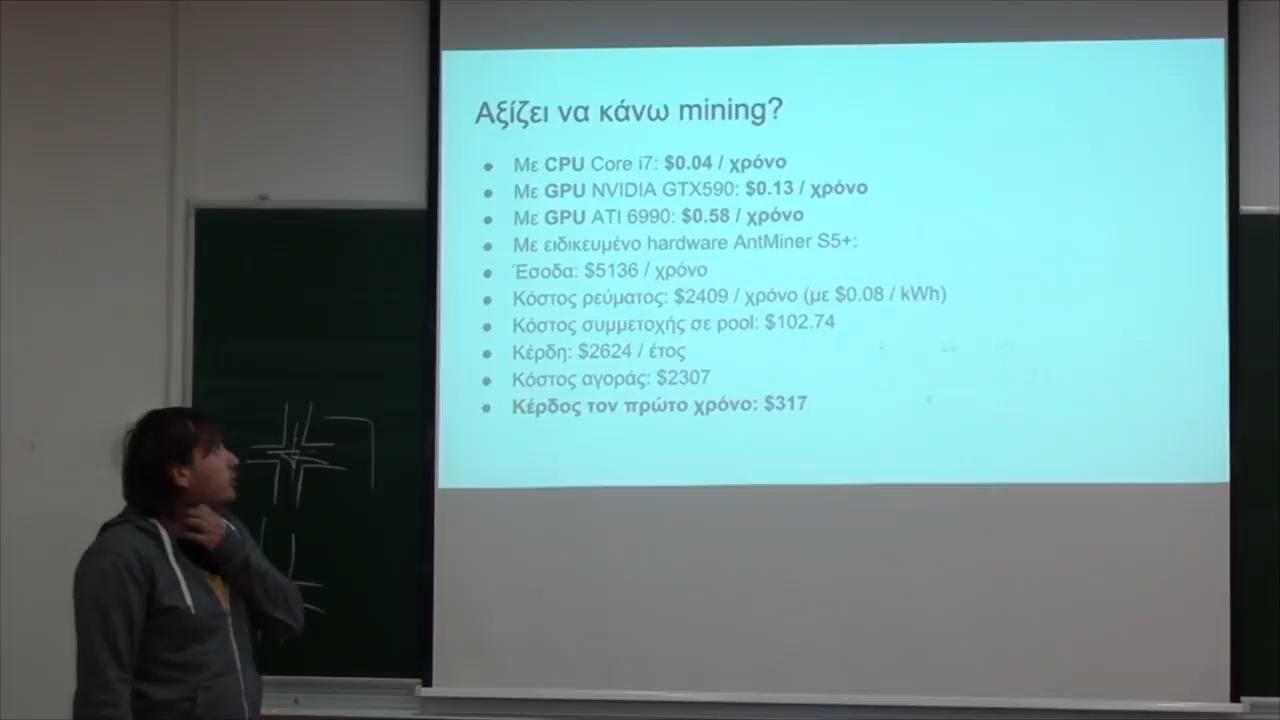 Αξίζει να κάνω mining?
● Με CPU Core i7: $0.04 / χρόνο
● Με GPU NVIDIA GTX590: $0.13 / χρόνο
● Με GPU ATI 6990: $0.58 / χρόνο
● Με ειδικευμένο hardware AntMiner S5+:
● Έσοδα: $5136 / χρόνο
● Κόστος ρεύματος: $2409 / χρόνο (με $0.08 / kWh)
● Κόστος συμμετοχής σε pool: $102.74
● Κέρδη: $2624 / έτος
● Κόστος αγοράς: $2307
● Κέρδος τον πρώτο χρόνο: $317